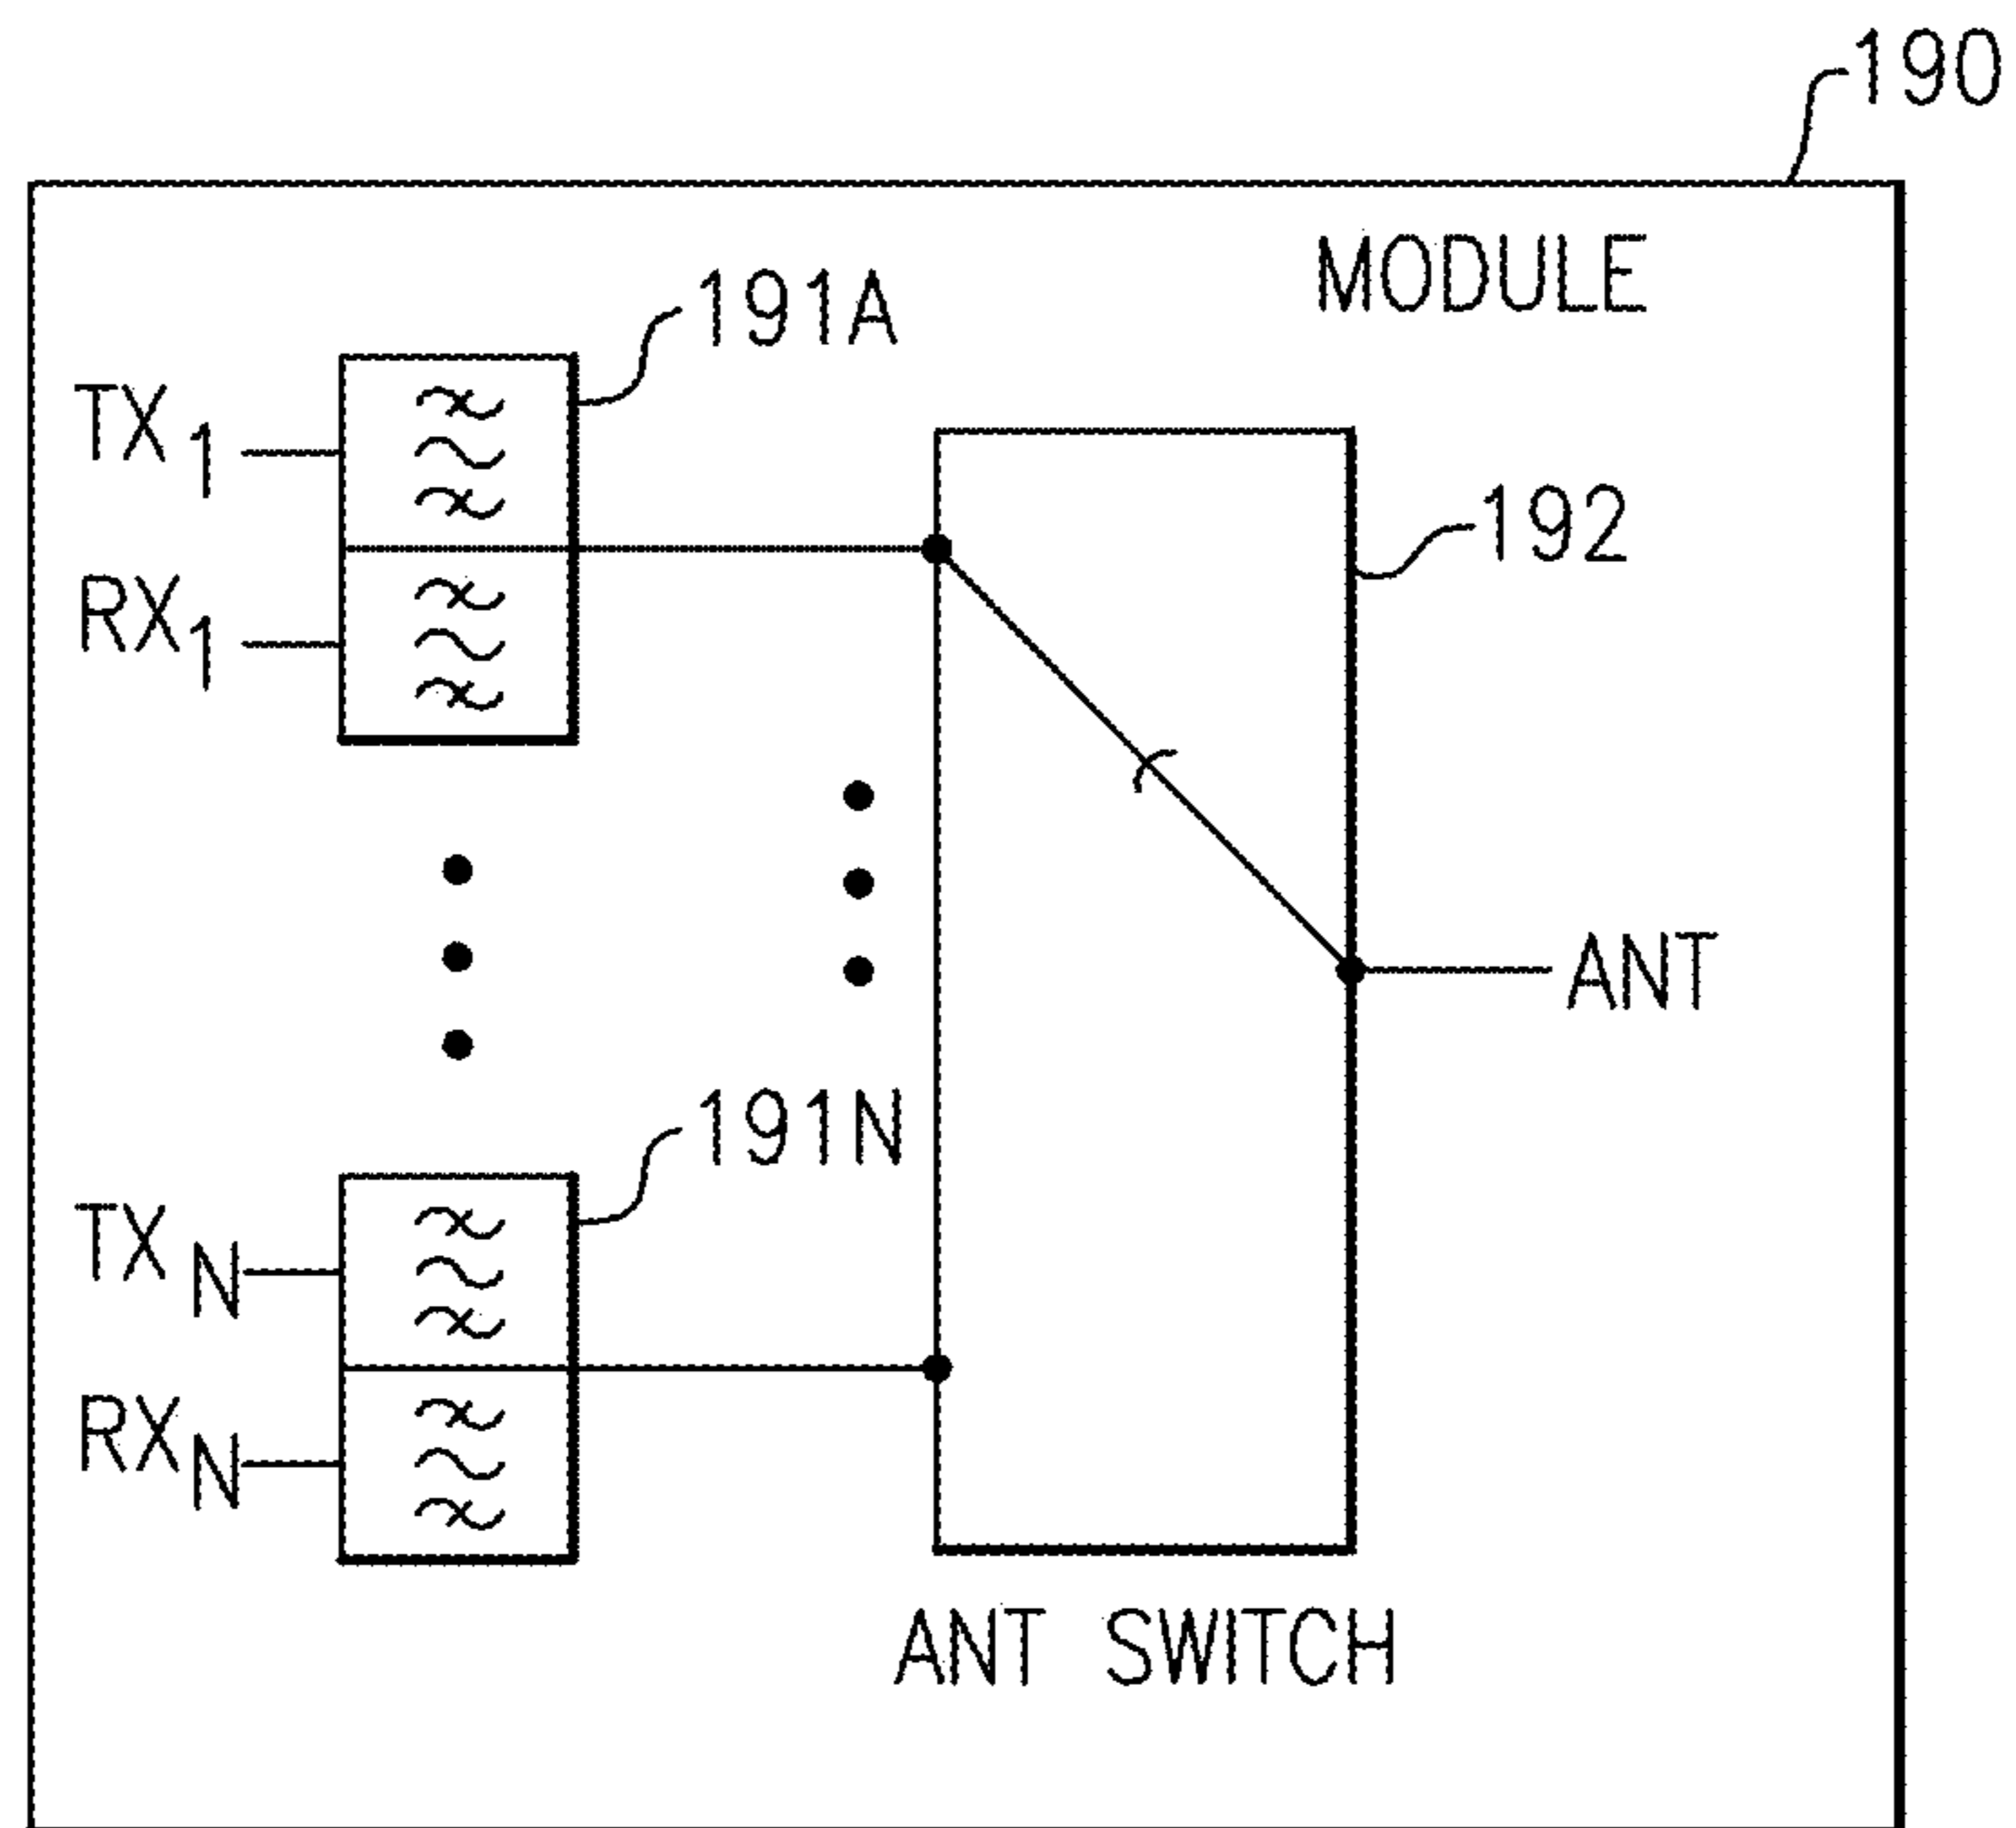 190
MODULE
191A
TX1
RX1
192
ANT
191N
TXN
RXN
ANT SWITCH